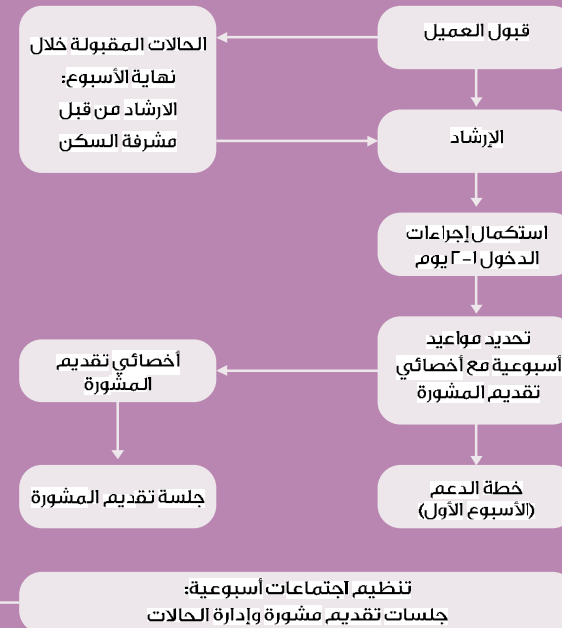 قبول العميل
الحالات المقبولة خلال
نهاية الأسبوع:
الارشاد من قبل
مشرفة السكن
الإرشاد
استكمال إجراءات
الدخول ١-٢ يوم
تحديد مواعيد
أسبوعية مع أخصائي
تقديم المشورة
أخصائي تقديم
المشورة
خطة الدعم
(الأسبوع الأول)
جلسة تقديم المشورة
تنظيم اجتماعات أسبوعية:
جلسات تقديم مشورة وإدارة الحالات